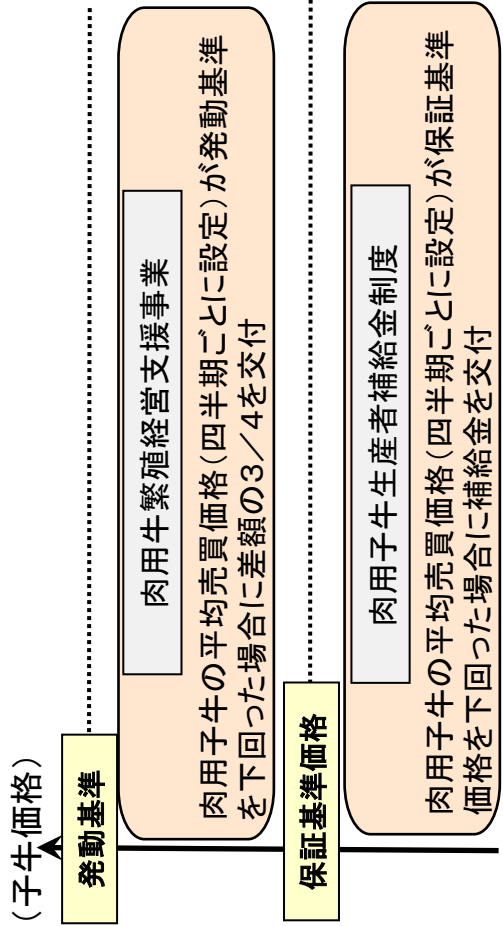 (子牛価格)
発動基準
肉用牛繁殖経営支援事業
肉用子牛の平均売買価格(四半期ごとに設定)が発動基準
を下回った場合に差額の3/4を交付
保証基準価格
肉用子牛生産者補給金制度
肉用子牛の平均売買価格(四半期ごとに設定)が保証基準
価格を下回った場合に補給金を交付